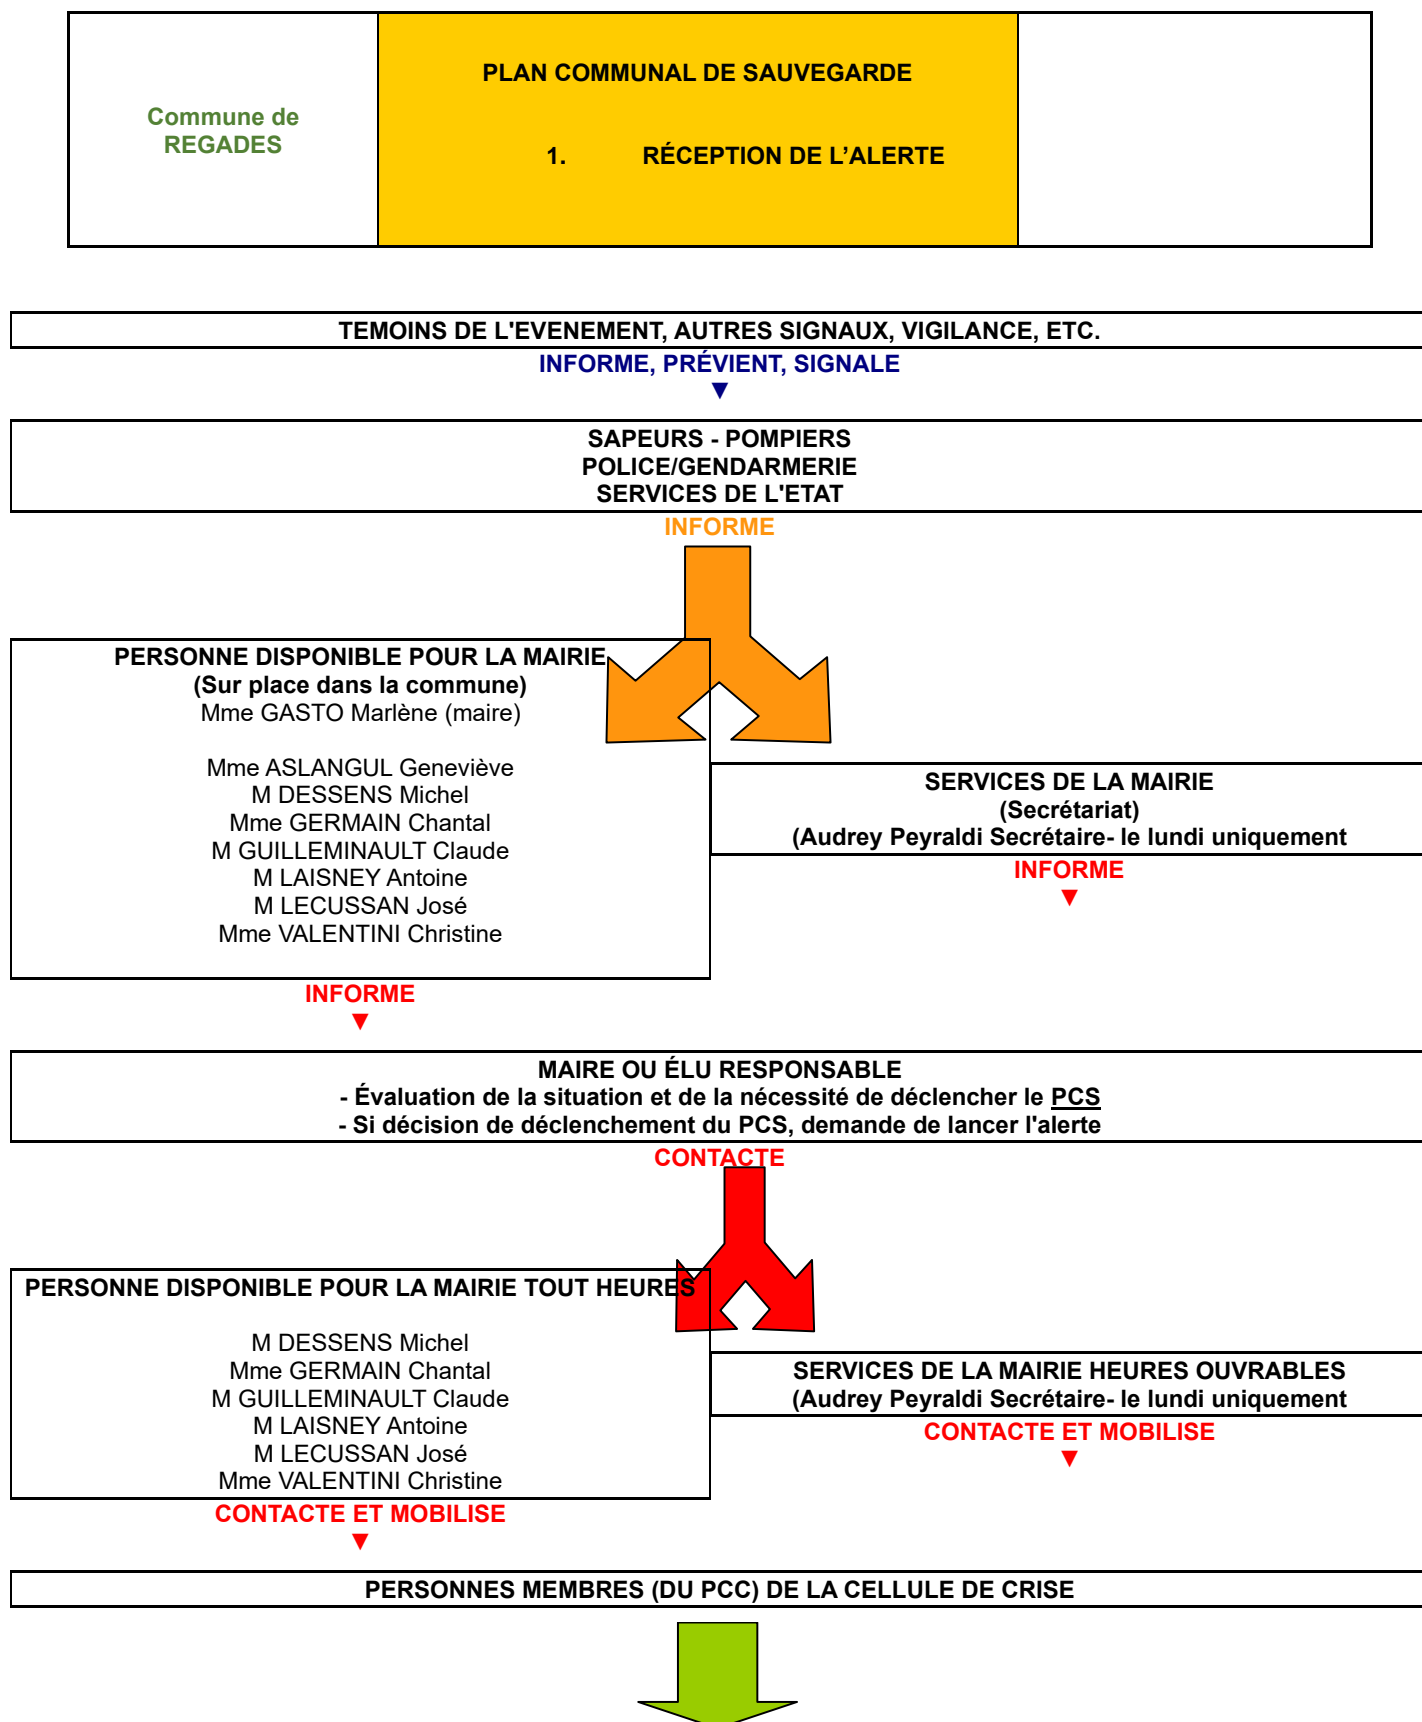 Commune de
REGADES
PLAN COMMUNAL DE SAUVEGARDE
1. RÉCEPTION DE L’ALERTE
TEMOINS DE L'EVENEMENT, AUTRES SIGNAUX, VIGILANCE, ETC.
INFORME, PRÉVIENT, SIGNALE
▼
SAPEURS - POMPIERS
POLICE/GENDARMERIE
SERVICES DE L'ETAT
INFORME
PERSONNE DISPONIBLE POUR LA MAIRIE
(Sur place dans la commune)
Mme GASTO Marlène (maire)
Mme ASLANGUL Geneviève
M DESSENS Michel
Mme GERMAIN Chantal
M GUILLEMINAULT Claude
M LAISNEY Antoine
M LECUSSAN José
Mme VALENTINI Christine
INFORME
▼
SERVICES DE LA MAIRIE
(Secrétariat)
(Audrey Peyraldi Secrétaire- le lundi uniquement
INFORME
▼
MAIRE OU ÉLU RESPONSABLE
- Évaluation de la situation et de la nécessité de déclencher le PCS
- Si décision de déclenchement du PCS, demande de lancer l'alerte
CONTACTE
PERSONNE DISPONIBLE POUR LA MAIRIE TOUT HEURES
M DESSENS Michel
Mme GERMAIN Chantal
M GUILLEMINAULT Claude
M LAISNEY Antoine
M LECUSSAN José
Mme VALENTINI Christine
CONTACTE ET MOBILISE
▼
SERVICES DE LA MAIRIE HEURES OUVRABLES
(Audrey Peyraldi Secrétaire- le lundi uniquement
CONTACTE ET MOBILISE
▼
PERSONNES MEMBRES (DU PCC) DE LA CELLULE DE CRISE